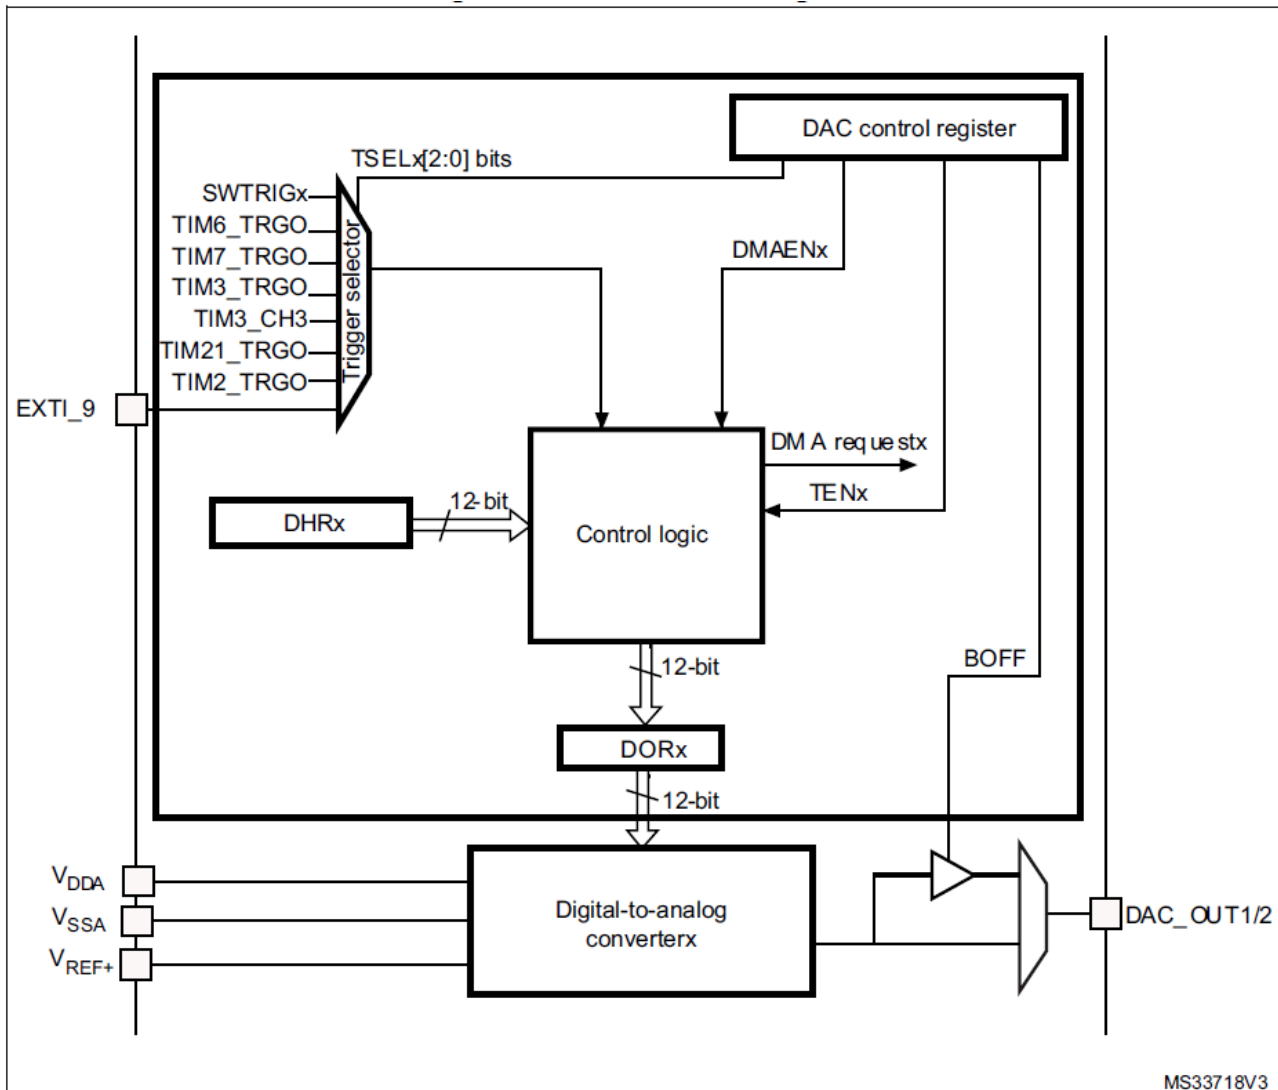 DAC control register
TSELx[2:0] bits
SWTRIGx
TIM6_TRGO
TIM7_TRGO
TIM3_TRGO
TIM3_CH3
TIM21_TRGO
TIM2_TRGO
Trigger selector
DMAENx
EXTI_9
DMA requestx
TENx
12-bit
DHRx
Control logic
12-bit
BOFF
DORx
12-bit
VDDA
VSSA
VREF+
Digital-to-analog
converterx
DAC_OUT1/2
MS33718V3